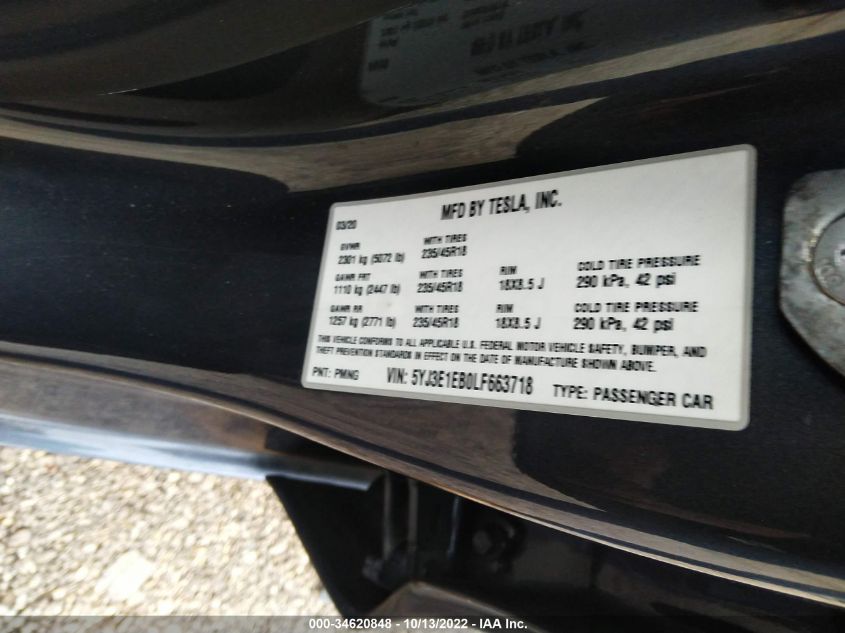 MFD BY TESLA, INC.
03/20
GVWR WITH TIRES
2301 kg (5072 lb) 235/45R18
GAWR FRT WITH TIRES RIM COLD TIRE PRESSURE
1110 kg (2447 lb) 235/45R18 18X8.5 J 290 kPa, 42 psi
GAWR RR WITH TIRES RIM COLD TIRE PRESSURE
1257 kg (2771 lb) 235/45R18 18X8.5 J 290 kPa, 42 psi
THIS VEHICLE CONFORMS TO ALL APPLICABLE U.S. FEDERAL MOTOR VEHICLE SAFETY, BUMPER, AND
THEFT PREVENTION STANDARDS IN EFFECT ON THE DATE OF MANUFACTURE SHOWN ABOVE.
PNT: PMNG VIN: 5YJ3E1EB0LF663718 TYPE: PASSENGER CAR
000-34620848 - 10/13/2022 - IAA Inc.